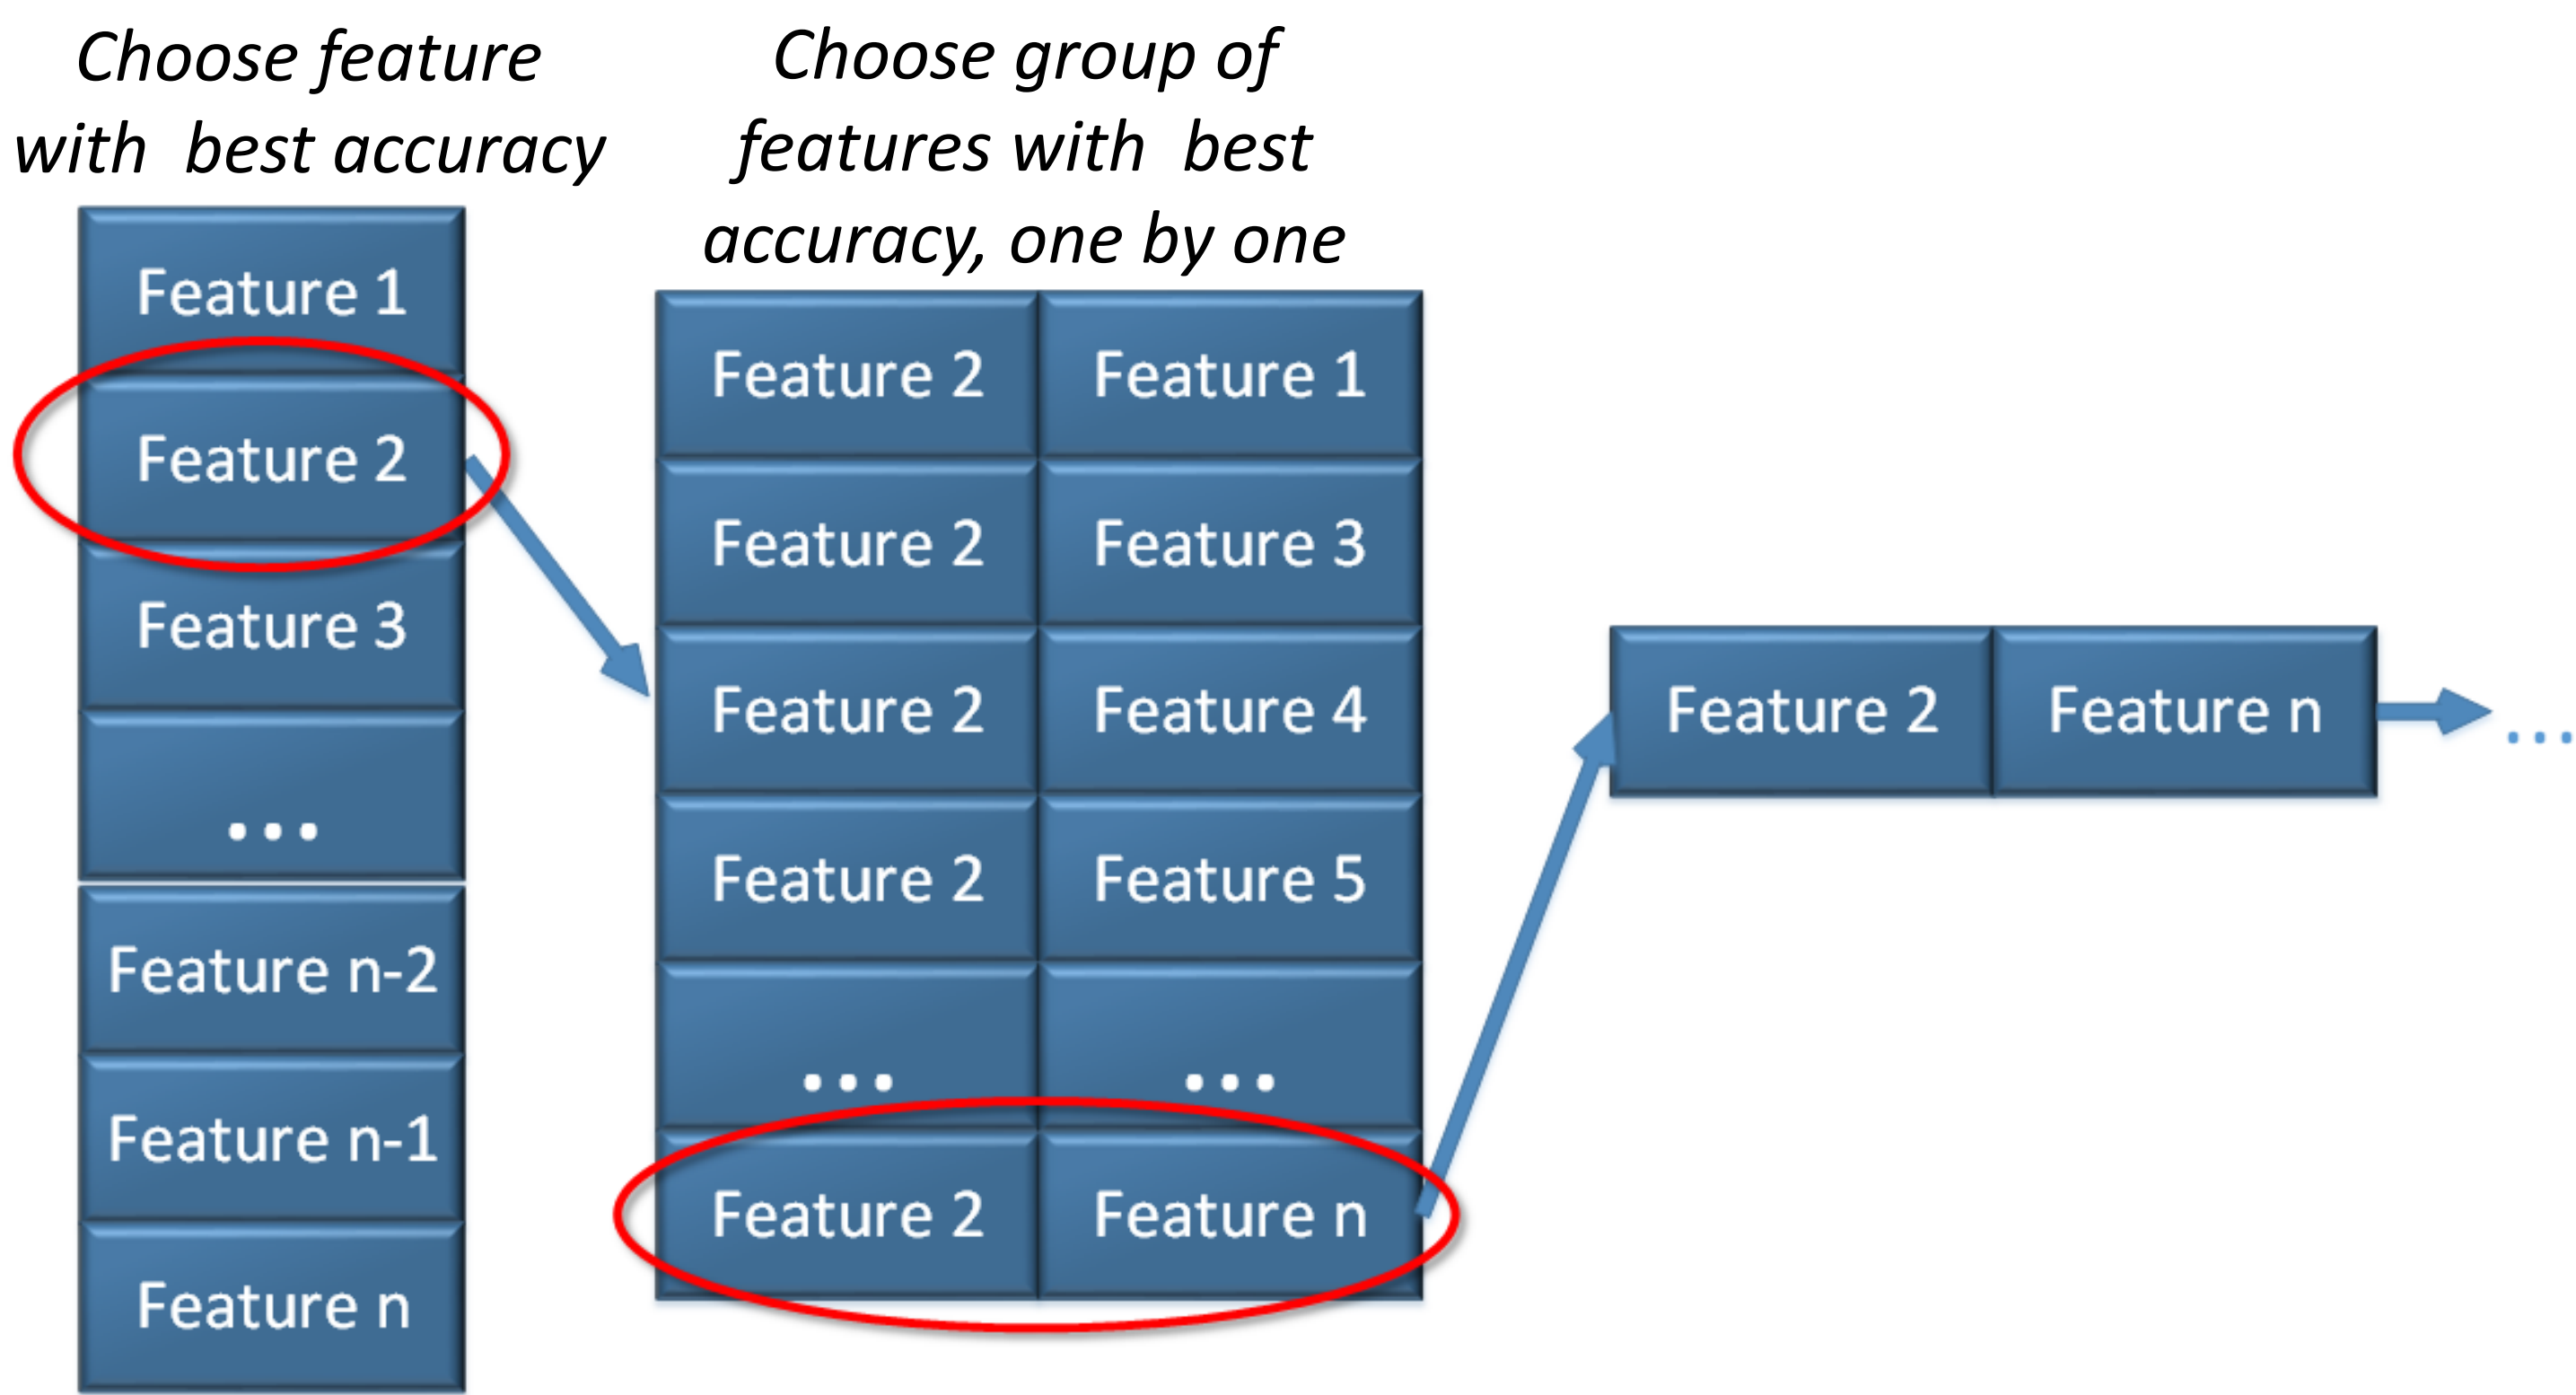 Choose feature
with best accuracy
Feature 1
Feature 2
Feature 3
...
Feature n-2
Feature n-1
Feature n
Choose group of
features with best
accuracy, one by one
Feature 2 Feature 1
Feature 2 Feature 3
Feature 2 Feature 4
Feature 2 Feature 5
... ...
Feature 2 Feature n
Feature 2 Feature n ...